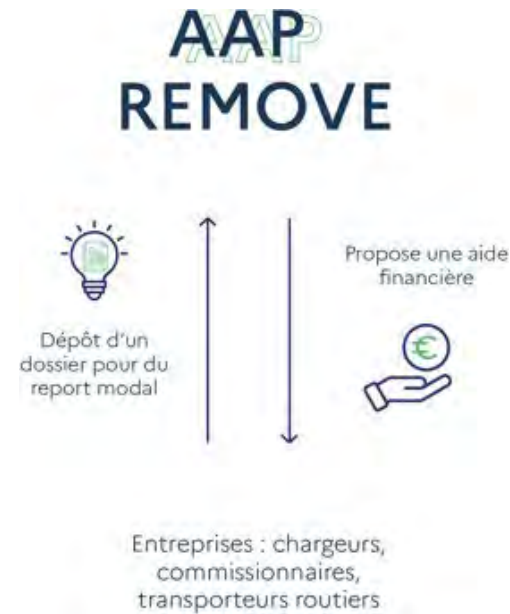 AAP
REMOVE
Dépôt d'un
dossier pour du
report modal
Propose une aide
financière
€
Entreprises : chargeurs,
commissionnaires,
transporteurs routiers